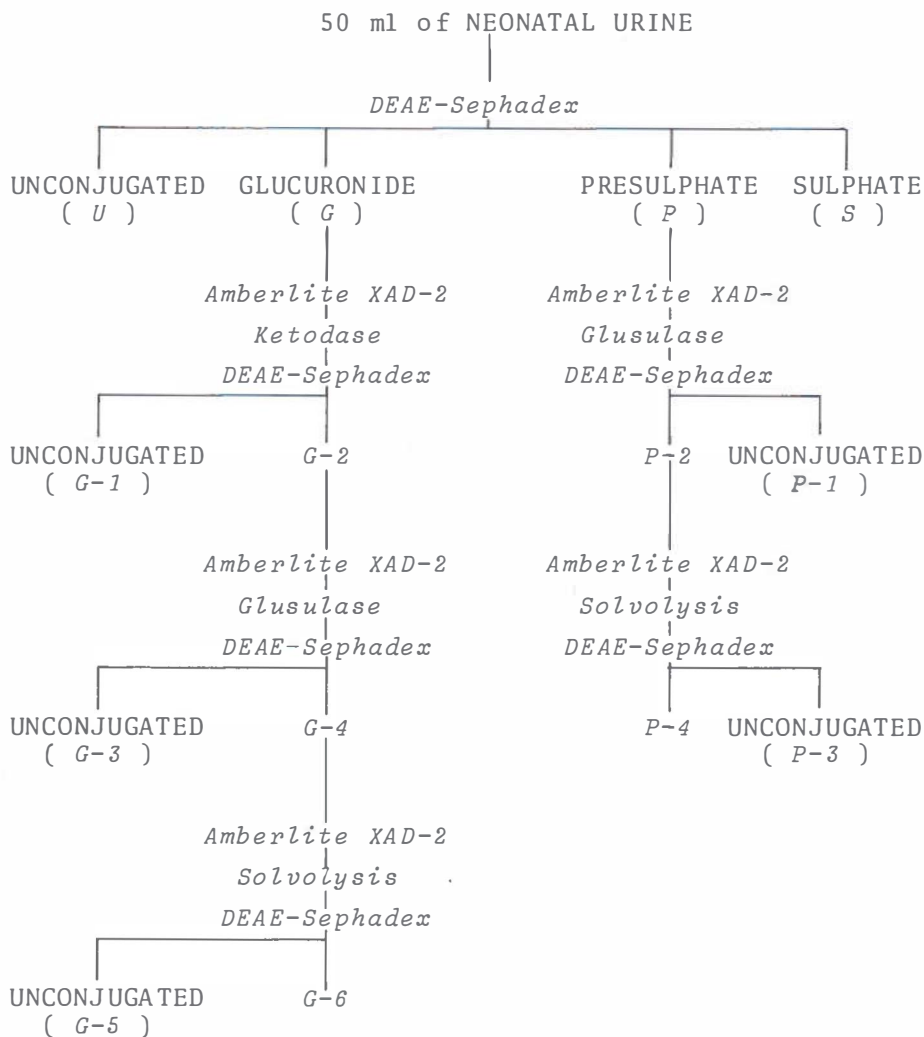 50 ml of NEONATAL URINE
DEAE-Sephadex
UNCONJUGATED GLUCURONIDE PRESULPHATE SULPHATE
( U ) ( G ) ( P ) ( S )
Amberlite XAD-2 Amberlite XAD-2
Ketodase Glusulase
DEAE-Sephadex DEAE-Sephadex
UNCONJUGATED G-2 P-2 UNCONJUGATED
( G-1 ) ( P-1 )
Amberlite XAD-2 Amberlite XAD-2
Glusulase Solvolysis
DEAE-Sephadex DEAE-Sephadex
UNCONJUGATED G-4 P-4 UNCONJUGATED
( G-3 ) ( P-3 )
Amberlite XAD-2
Solvolysis
DEAE-Sephadex
UNCONJUGATED G-6
( G-5 )